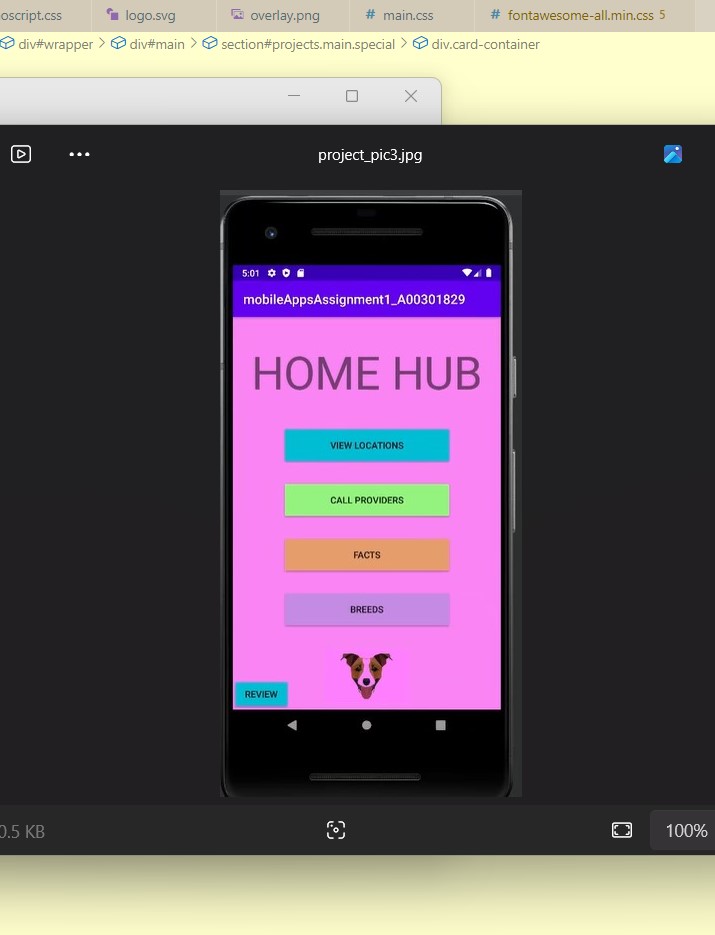 oscript.css logo.svg overlay.png main.css fontawesome-all.min.css 5
div#wrapper > div#main > section#projects.main.special > div.card-container
project_pic3.jpg
5:01
mobileAppsAssignment1_A00301829
HOME HUB
VIEW LOCATIONS
CALL PROVIDERS
FACTS
BREEDS
REVIEW
0.5 KB 100%